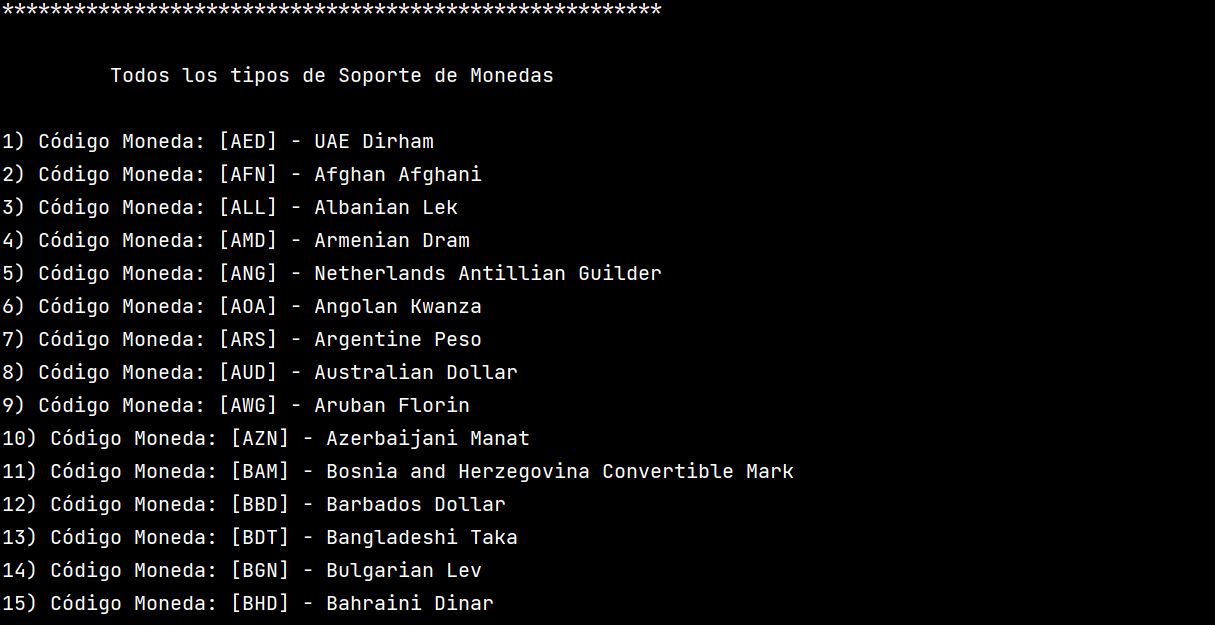 *******************************************************
Todos los tipos de Soporte de Monedas
1) Código Moneda: [AED] - UAE Dirham
2) Código Moneda: [AFN] - Afghan Afghani
3) Código Moneda: [ALL] - Albanian Lek
4) Código Moneda: [AMD] - Armenian Dram
5) Código Moneda: [ANG] - Netherlands Antillian Guilder
6) Código Moneda: [AOA] - Angolan Kwanza
7) Código Moneda: [ARS] - Argentine Peso
8) Código Moneda: [AUD] - Australian Dollar
9) Código Moneda: [AWG] - Aruban Florin
10) Código Moneda: [AZN] - Azerbaijani Manat
11) Código Moneda: [BAM] - Bosnia and Herzegovina Convertible Mark
12) Código Moneda: [BBD] - Barbados Dollar
13) Código Moneda: [BDT] - Bangladeshi Taka
14) Código Moneda: [BGN] - Bulgarian Lev
15) Código Moneda: [BHD] - Bahraini Dinar